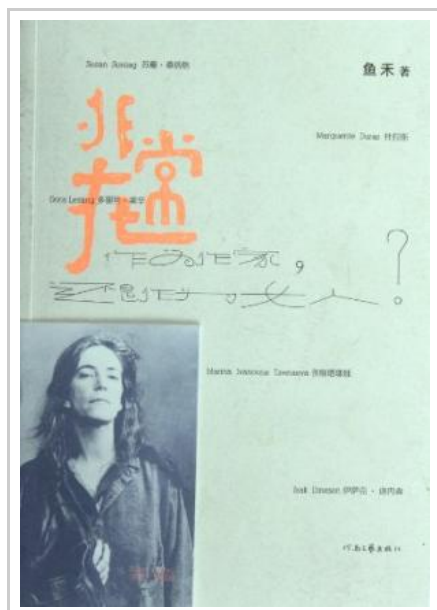 Susan Sontag 苏珊·桑塔格
鱼禾 著
非常在
Marguerite Duras 杜拉斯
Doris Lessing 多丽丝·莱辛
作为作家,
还是作为女人?
Marina Ivanovna Tsvetaeva 茨维塔耶娃
Isak Dinesen 伊萨克·迪内森
河南文艺出版社